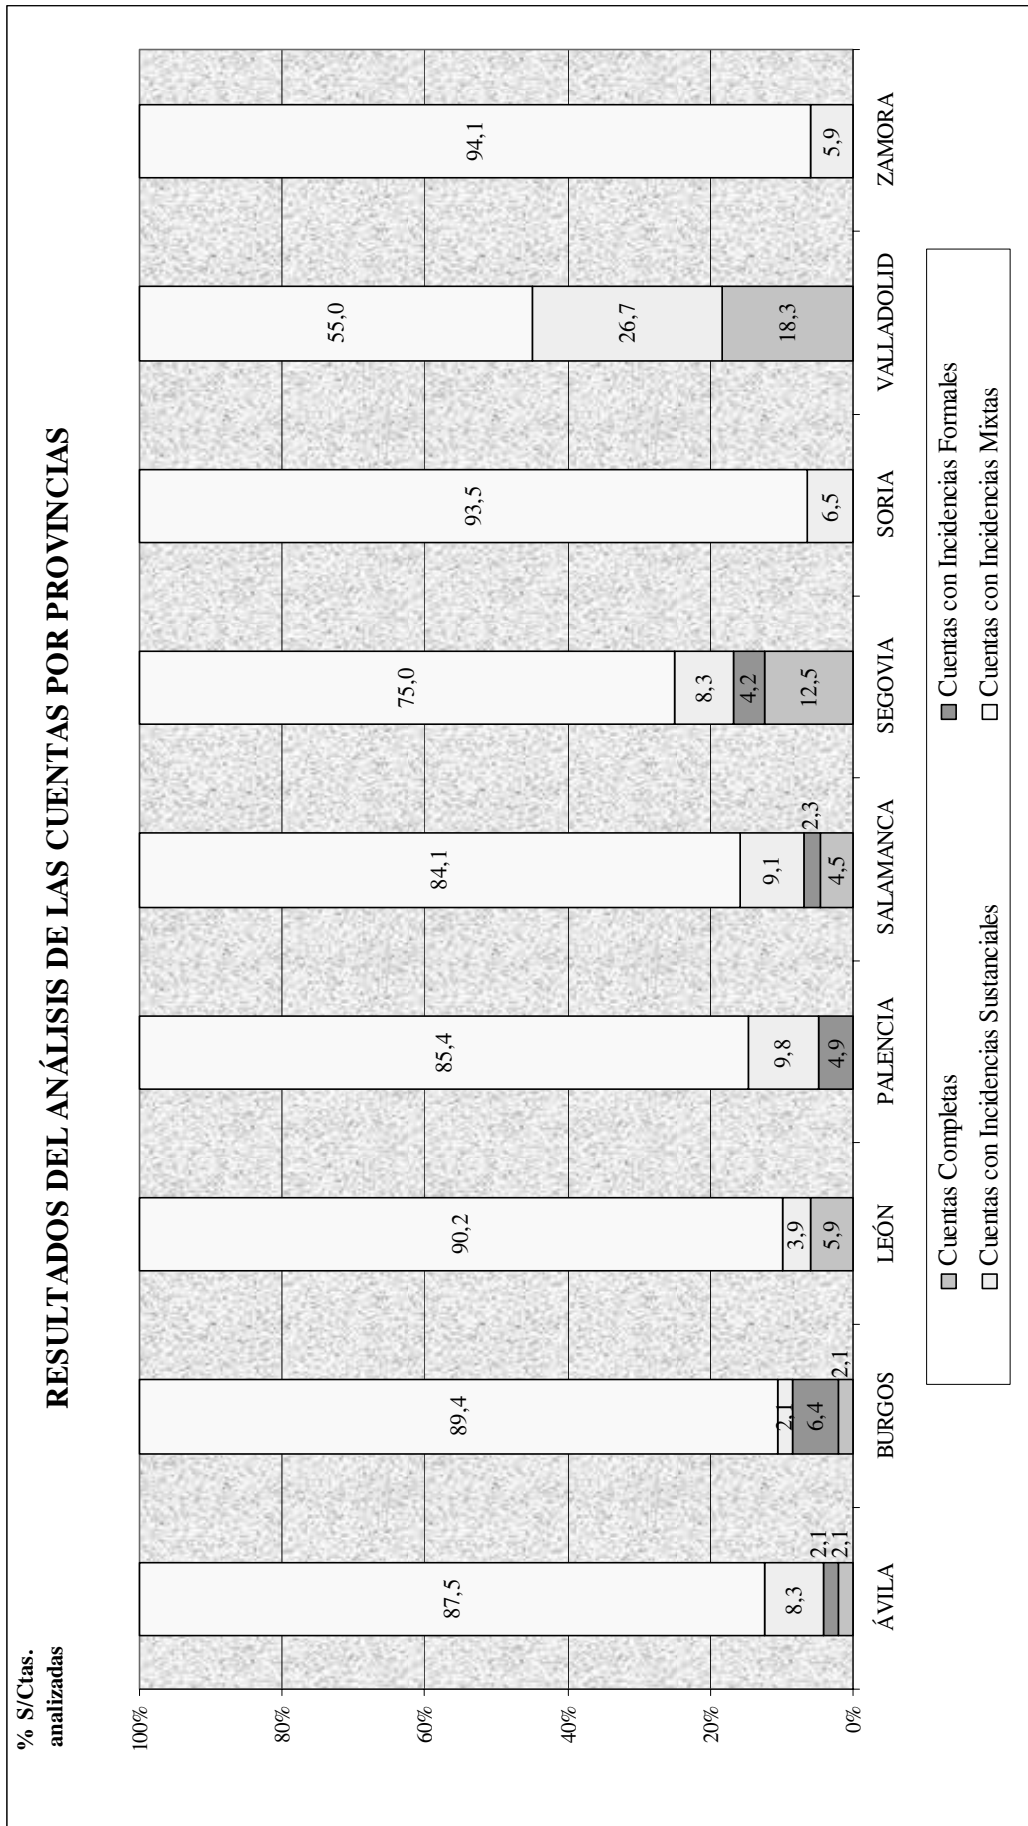 RESULTADOS DEL ANÁLISIS DE LAS CUENTAS POR PROVINCIAS
% S/Ctas.
analizadas
100%
80%
60%
40%
20%
0%
87,5
8,3
2,1
2,1
89,4
2,1
6,4
2,1
90,2
3,9
5,9
85,4
9,8
4,9
84,1
9,1
2,3
4,5
75,0
8,3
4,2
12,5
93,5
6,5
55,0
26,7
18,3
94,1
5,9
ÁVILA
BURGOS
LEÓN
PALENCIA
SALAMANCA
SEGOVIA
SORIA
VALLADOLID
ZAMORA
Cuentas Completas
Cuentas con Incidencias Formales
Cuentas con Incidencias Sustanciales
Cuentas con Incidencias Mixtas